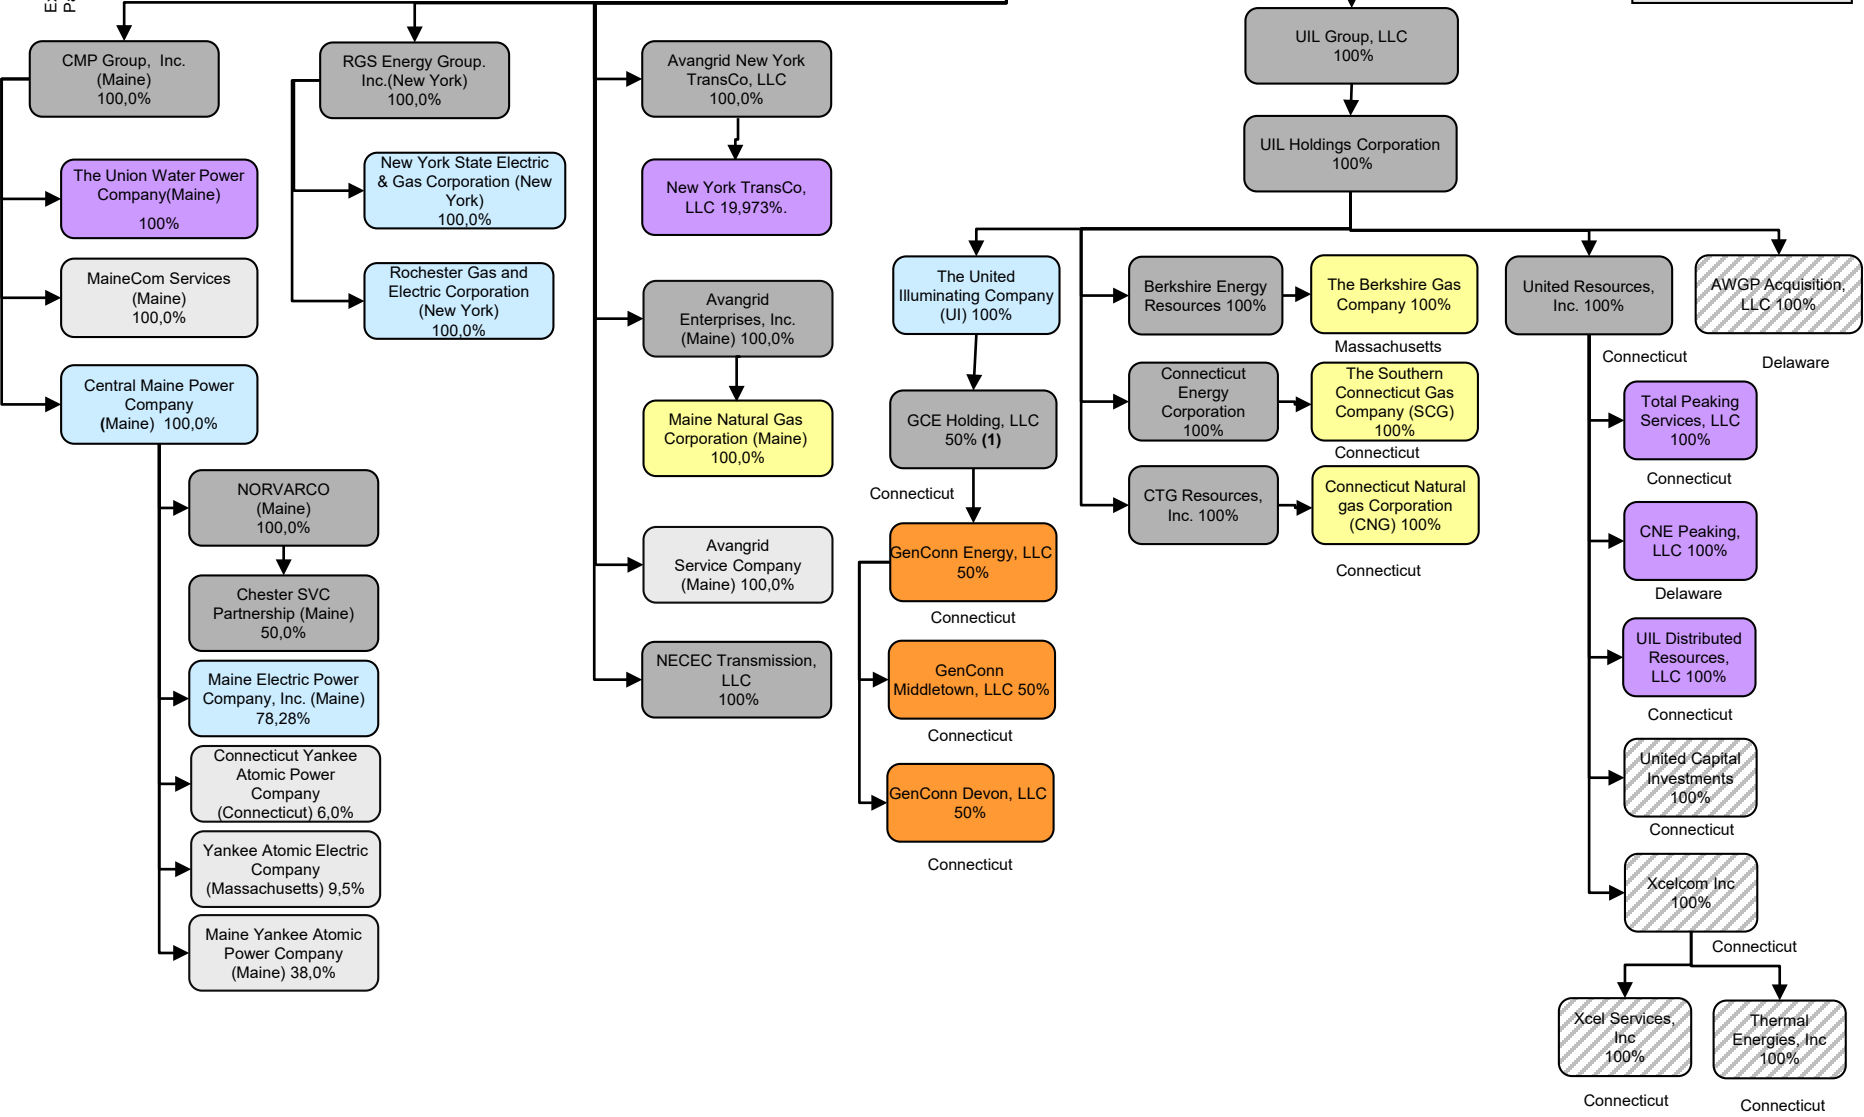 CMP Group, Inc.
(Maine)
100,0%
RGS Energy Group.
Inc.(New York)
100,0%
Avangrid New York
TransCo, LLC
100,0%
UIL Group, LLC
100%
UIL Holdings Corporation
100%
The Union Water Power
Company(Maine)
100%
New York State Electric
& Gas Corporation (New
York)
100,0%
New York TransCo,
LLC 19,973%.
MaineCom Services
(Maine)
100,0%
Rochester Gas and
Electric Corporation
(New York)
100,0%
Avangrid
Enterprises, Inc.
(Maine) 100,0%
The United
Illuminating Company
(UI) 100%
Berkshire Energy
Resources 100%
The Berkshire Gas
Company 100%
Massachusetts
United Resources,
Inc. 100%
Connecticut
AWGP Acquisition,
LLC 100%
Delaware
Central Maine Power
Company
(Maine) 100,0%
Maine Natural Gas
Corporation (Maine)
100,0%
GCE Holding, LLC
50% (1)
Connecticut
Connecticut
Energy
Corporation
100%
The Southern
Connecticut Gas
Company (SCG)
100%
Connecticut
Total Peaking
Services, LLC
100%
Connecticut
NORVARCO
(Maine)
100,0%
CTG Resources,
Inc. 100%
Connecticut Natural
gas Corporation
(CNG) 100%
Connecticut
CNE Peaking,
LLC 100%
Delaware
Chester SVC
Partnership (Maine)
50,0%
Avangrid
Service Company
(Maine) 100,0%
GenConn Energy, LLC
50%
Connecticut
UIL Distributed
Resources,
LLC 100%
Connecticut
Maine Electric Power
Company, Inc. (Maine)
78,28%
NECEC Transmission,
LLC
100%
GenConn
Middletown, LLC 50%
Connecticut
United Capital
Investments
100%
Connecticut
Connecticut Yankee
Atomic Power
Company
(Connecticut) 6,0%
GenConn Devon, LLC
50%
Connecticut
Yankee Atomic Electric
Company
(Massachusetts) 9,5%
Xcelcom Inc
100%
Connecticut
Maine Yankee Atomic
Power Company
(Maine) 38,0%
Xcel Services,
Inc
100%
Connecticut
Thermal
Energies, Inc
100%
Connecticut